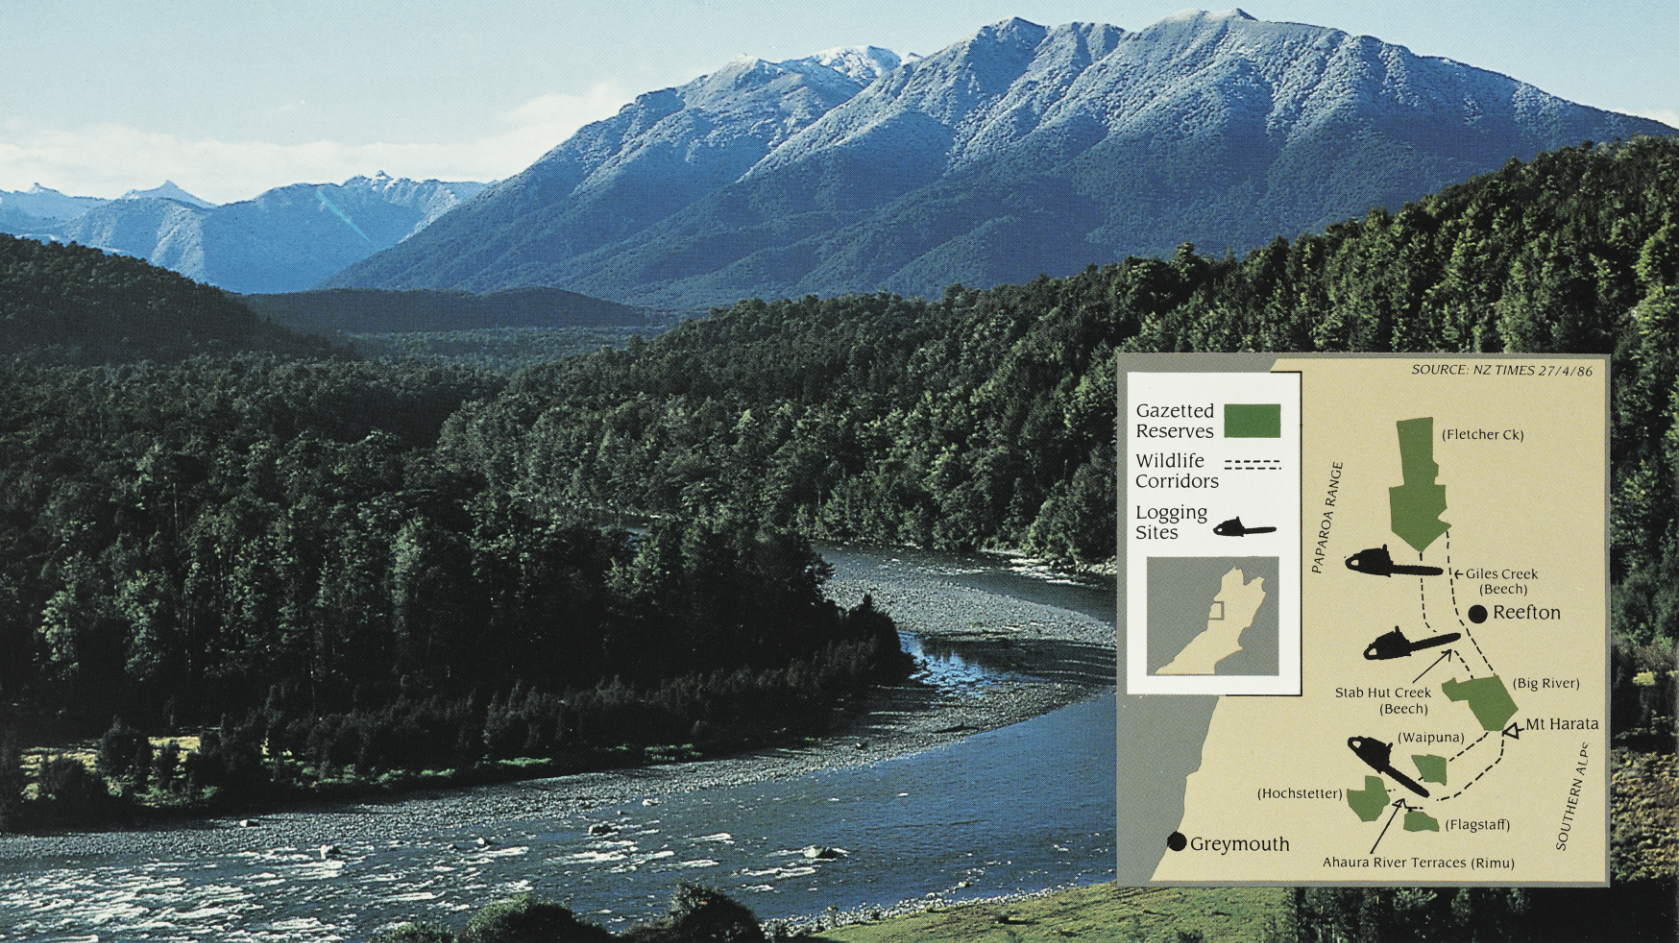 SOURCE: NZ TIMES 27/4/86
Gazetted
Reserves
Wildlife
Corridors
Logging
Sites
PAPAROA RANGE
(Fletcher Ck)
Giles Creek
(Beech)
Reefton
Stab Hut Creek
(Beech)
(Big River)
Mt Harata
(Waipuna)
(Hochstetter)
(Flagstaff)
SOUTHERN ALPS
Greymouth
Ahaura River Terraces (Rimu)